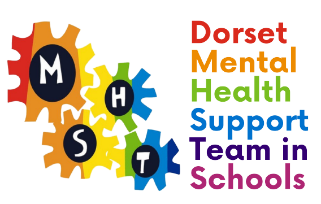 M
H
S
T
Dorset
Mental
Health
Support
Team in
Schools